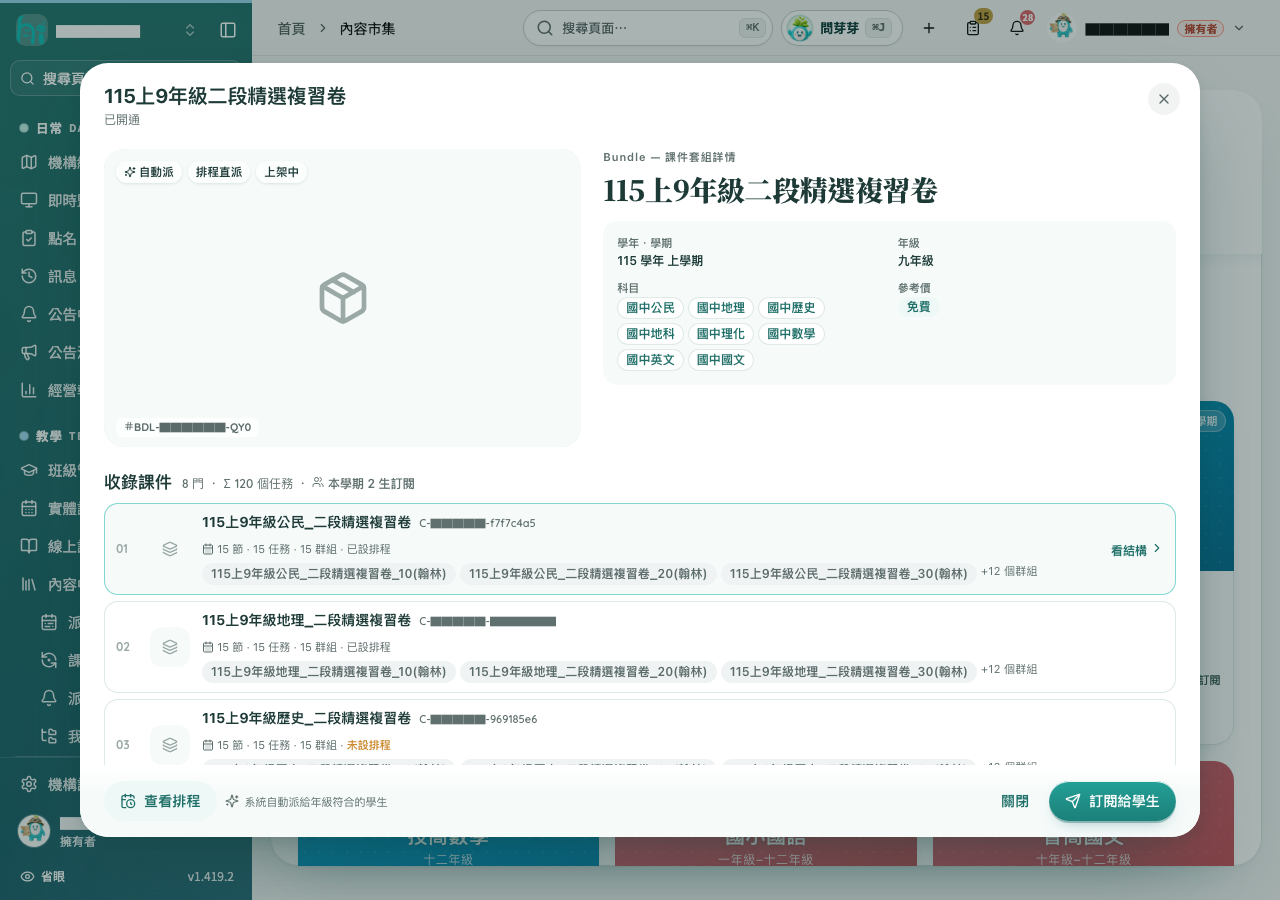 首頁 > 內容市集
搜尋頁面… ⌘K
問芽芽 ⌘J
15
28
擁有者
搜尋頁
日常 DA
機構
即時
點名
訊息
公告
公告
經營
教學 TE
班級
實體
線上
內容
派
課
派
我
機構
擁有者
省眼 v1.419.2
115上9年級二段精選複習卷
已開通
自動派 排程直派 上架中
#BDL- -QY0
Bundle — 課件套組詳情
115上9年級二段精選複習卷
學年 · 學期 年級
115 學年 上學期 九年級
科目 參考價
國中公民 國中地理 國中歷史 免費
國中地科 國中理化 國中數學
國中英文 國中國文
收錄課件 8 門 · Σ 120 個任務 · 本學期 2 生訂閱
01
115上9年級公民_二段精選複習卷 C- -f7f7c4a5
15 節 · 15 任務 · 15 群組 · 已設排程
115上9年級公民_二段精選複習卷_10(翰林) 115上9年級公民_二段精選複習卷_20(翰林) 115上9年級公民_二段精選複習卷_30(翰林) +12 個群組
看結構
02
115上9年級地理_二段精選複習卷 C- -
15 節 · 15 任務 · 15 群組 · 已設排程
115上9年級地理_二段精選複習卷_10(翰林) 115上9年級地理_二段精選複習卷_20(翰林) 115上9年級地理_二段精選複習卷_30(翰林) +12 個群組
03
115上9年級歷史_二段精選複習卷 C- -969185e6
15 節 · 15 任務 · 15 群組 · 未設排程
查看排程 系統自動派給年級符合的學生
關閉 訂閱給學生
學期
訂閱
技高數學 國小國語 普高國文
十二年級 一年級–十二年級 十年級–十二年級